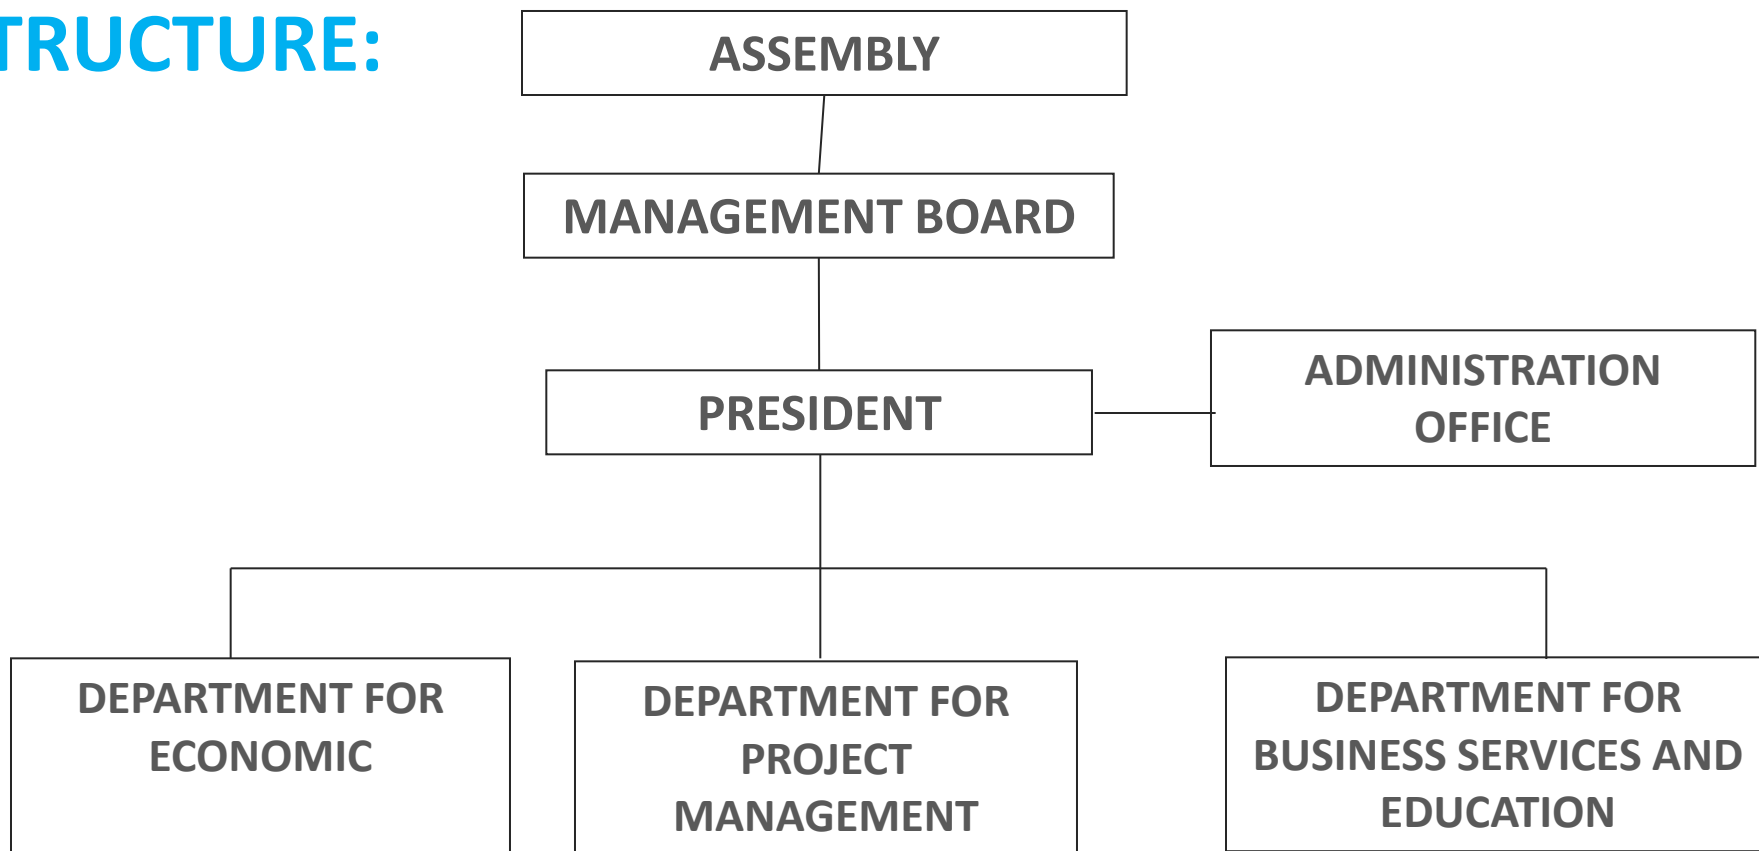 TRUCTURE:
ASSEMBLY
MANAGEMENT BOARD
PRESIDENT
ADMINISTRATION
OFFICE
DEPARTMENT FOR
ECONOMIC
DEPARTMENT FOR
PROJECT
MANAGEMENT
DEPARTMENT FOR
BUSINESS SERVICES AND
EDUCATION